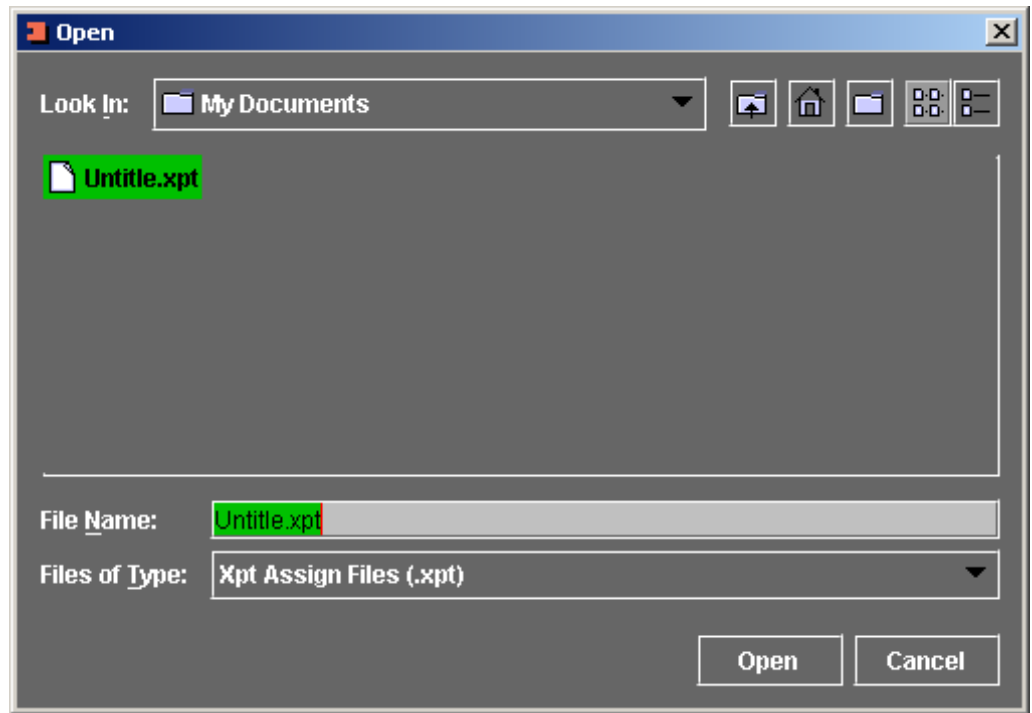 Open
Look In: My Documents
Untitle.xpt
File Name: Untitle.xpt
Files of Type: Xpt Assign Files (.xpt)
Open Cancel